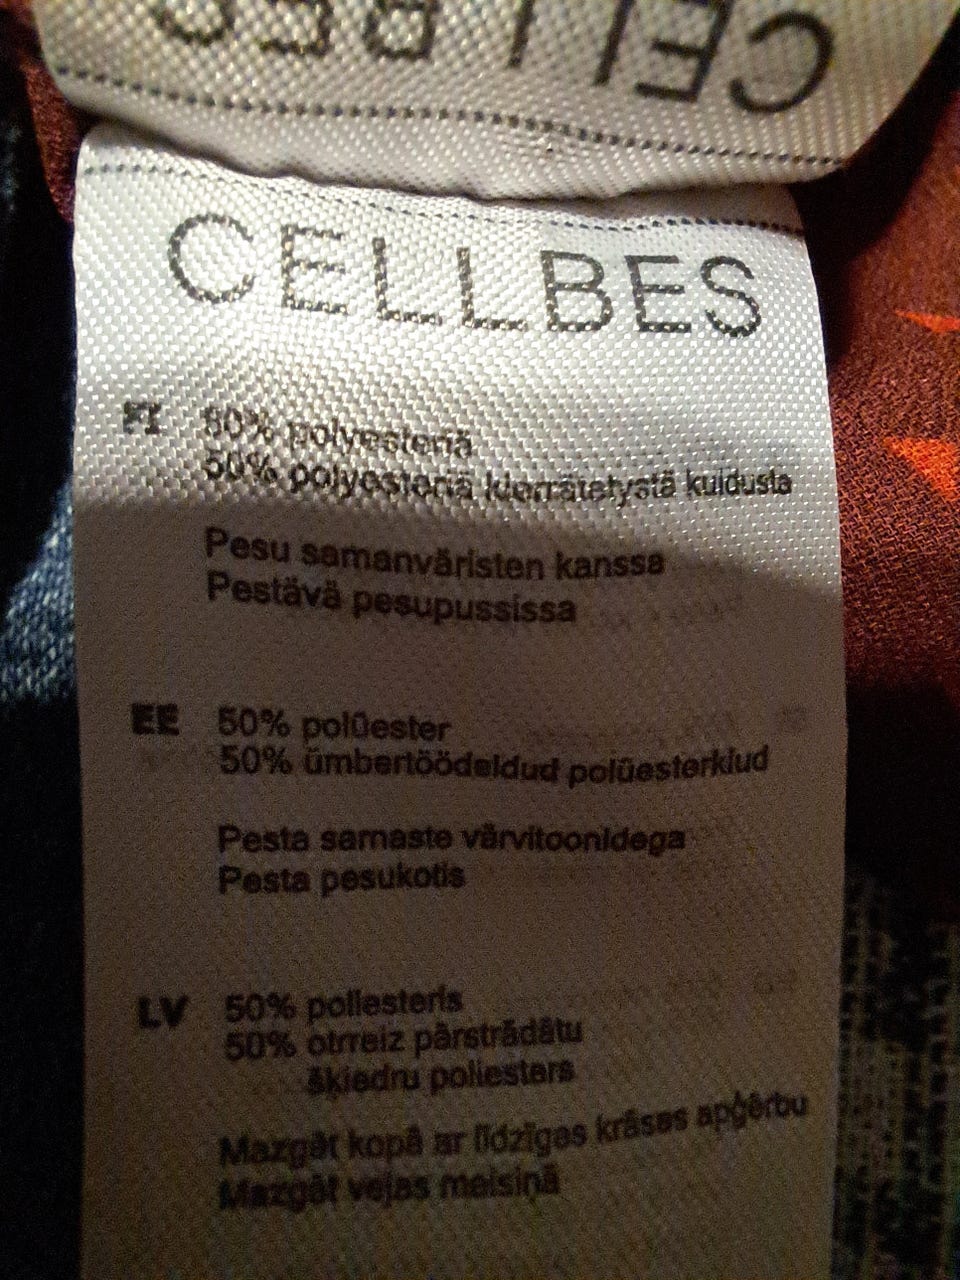 CELLBES
CELLBES
FI 50% polyesteriä
50% polyesteriä kierrätetystä kuidusta
Pesu samanväristen kanssa
Pestävä pesupussissa
EE 50% polüester
50% ümbertöödeldud polüesterkiud
Pesta samaste värvitoonidega
Pesta pesukotis
LV 50% poliesteris
50% otrreiz pārstrādātu
šķiedru poliesters
Mazgāt kopā ar līdzīgas krāsas apģērbu
Mazgāt veļas maisiņā